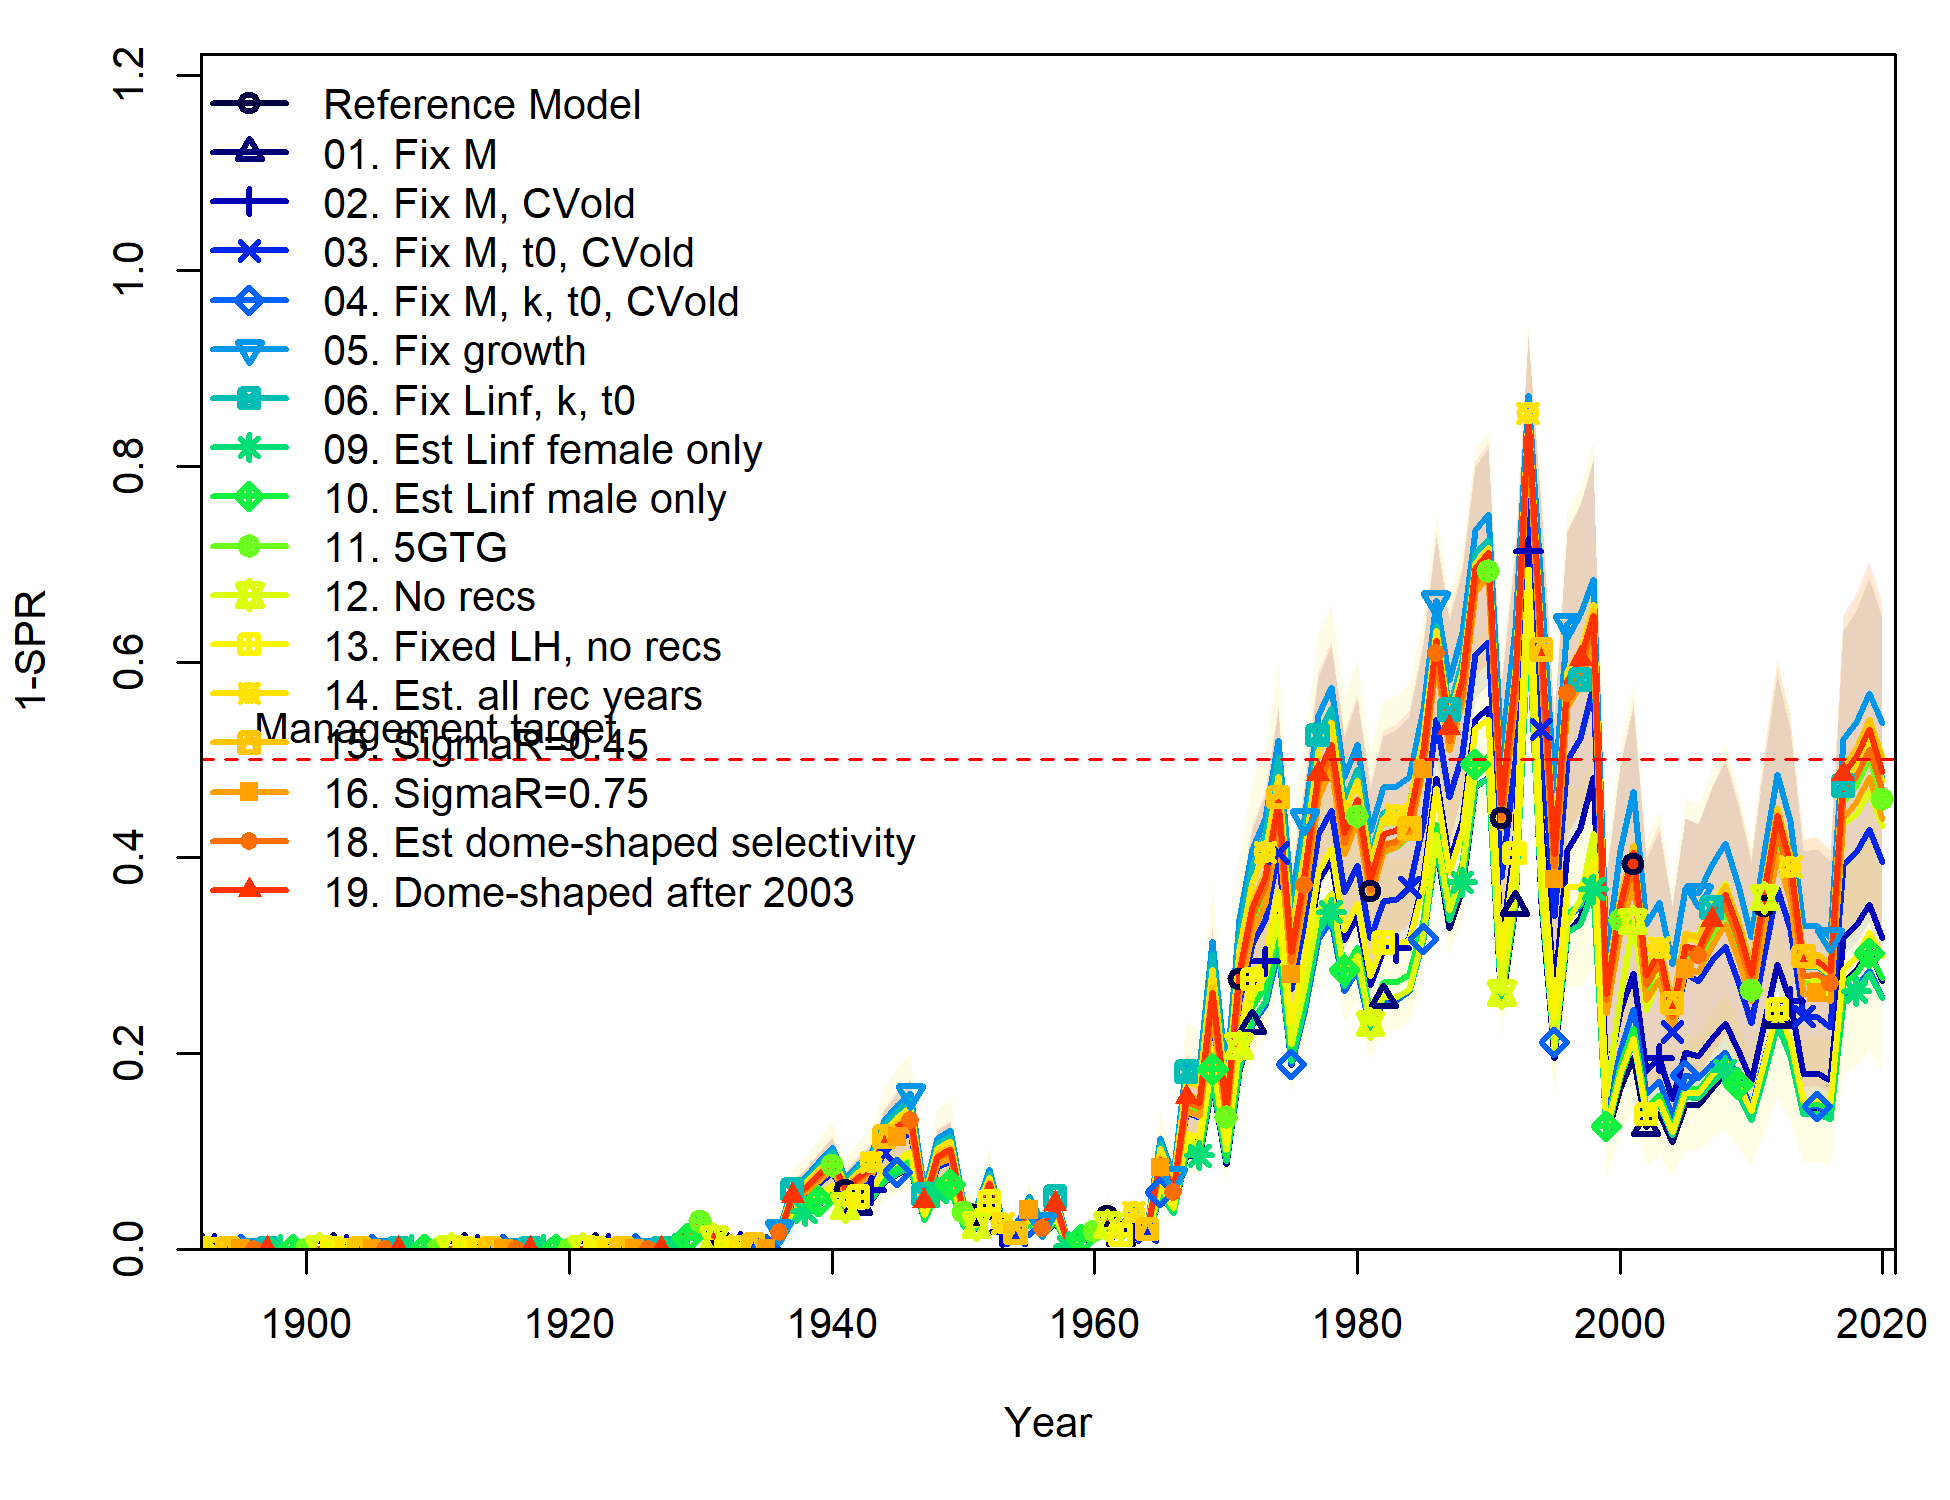 1.2
1.0
0.8
0.6
0.4
0.2
0.0
1-SPR
Reference Model
01. Fix M
02. Fix M, CVold
03. Fix M, t0, CVold
04. Fix M, k, t0, CVold
05. Fix growth
06. Fix Linf, k, t0
09. Est Linf female only
10. Est Linf male only
11. 5GTG
12. No recs
13. Fixed LH, no recs
14. Est. all rec years
Management target
15. SigmaR=0.45
16. SigmaR=0.75
18. Est dome-shaped selectivity
19. Dome-shaped after 2003
1900 1920 1940 1960 1980 2000 2020
Year